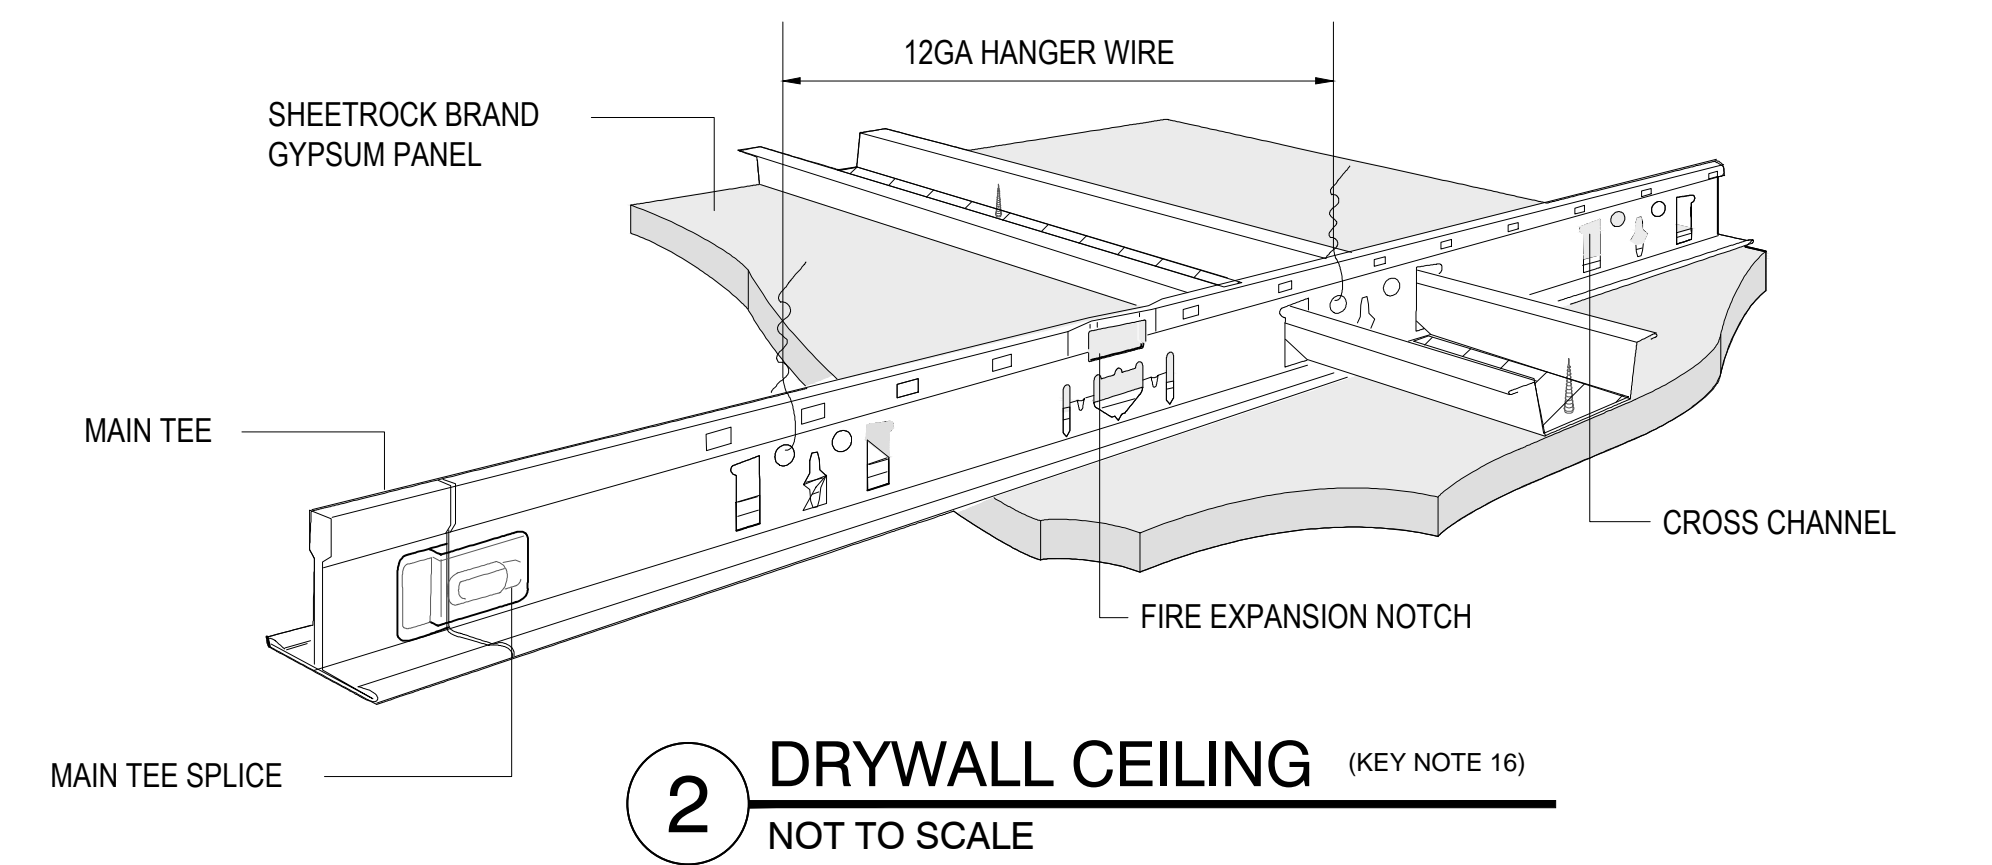 12GA HANGER WIRE
SHEETROCK BRAND
GYPSUM PANEL
MAIN TEE
CROSS CHANNEL
FIRE EXPANSION NOTCH
MAIN TEE SPLICE
2
DRYWALL CEILING (KEY NOTE 16)
NOT TO SCALE